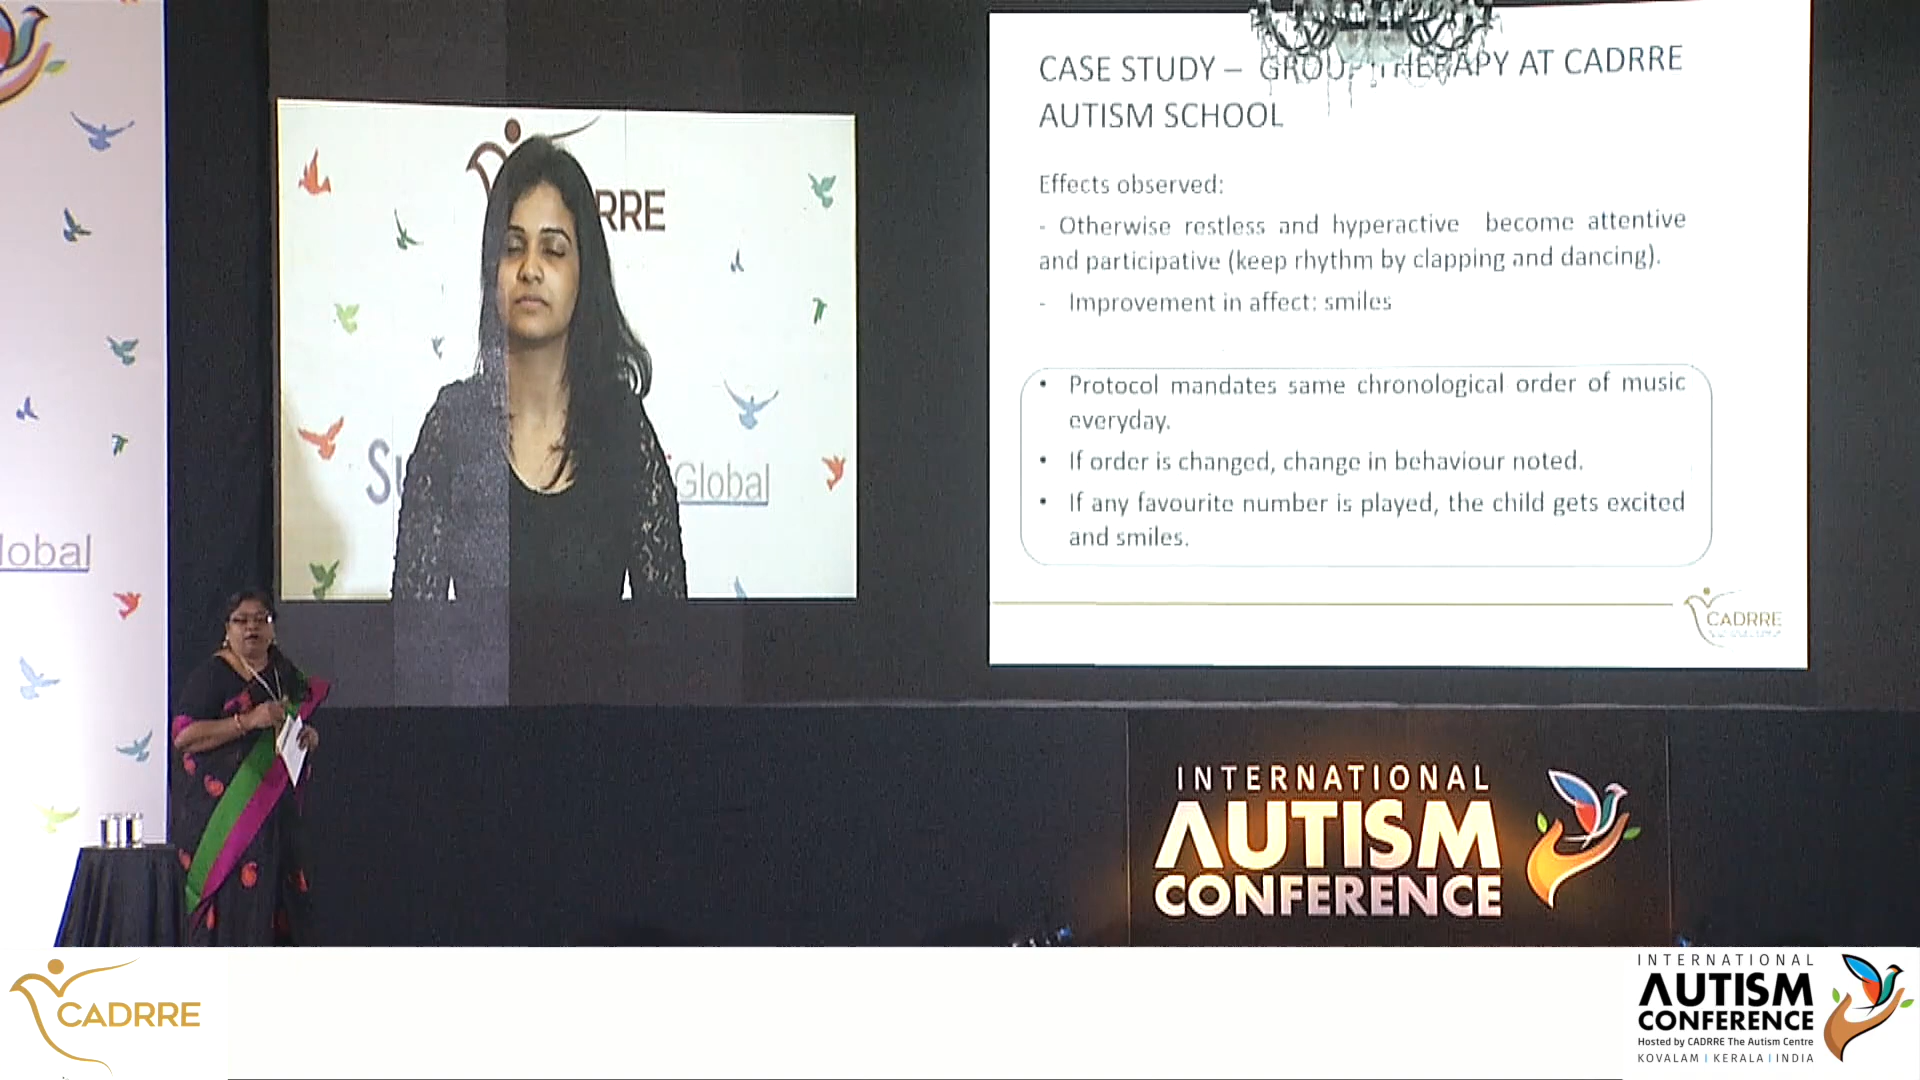 CASE STUDY – GROUP THERAPY AT CADRRE
AUTISM SCHOOL
Effects observed:
- Otherwise restless and hyperactive become attentive
and participative (keep rhythm by clapping and dancing).
- Improvement in affect: smiles
• Protocol mandates same chronological order of music
everyday.
• If order is changed, change in behaviour noted.
• If any favourite number is played, the child gets excited
and smiles.
CADRRE
RRE
Su
Global
lobal
INTERNATIONAL
AUTISM
CONFERENCE
CADRRE
INTERNATIONAL
AUTISM
CONFERENCE
Hosted by CADRRE The Autism Centre
KOVALAM | KERALA | INDIA